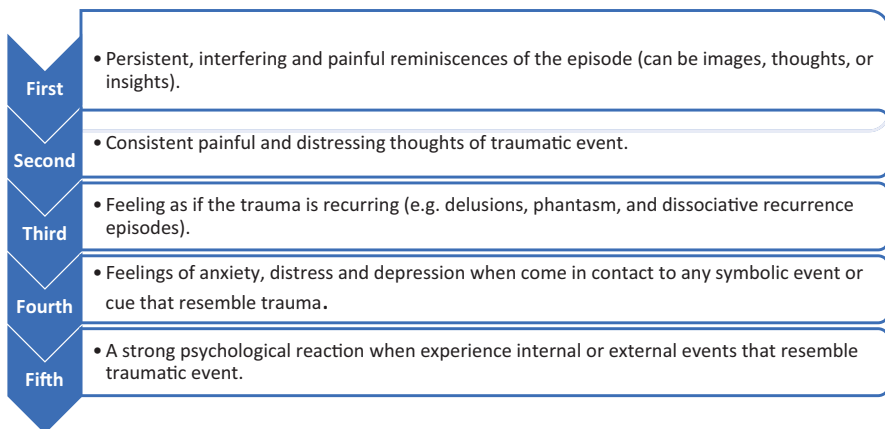 First
• Persistent, interfering and painful reminiscences of the episode (can be images, thoughts, or
insights).
Second
• Consistent painful and distressing thoughts of traumatic event.
Third
• Feeling as if the trauma is recurring (e.g. delusions, phantasm, and dissociative recurrence
episodes).
Fourth
• Feelings of anxiety, distress and depression when come in contact to any symbolic event or
cue that resemble trauma.
Fifth
• A strong psychological reaction when experience internal or external events that resemble
traumatic event.